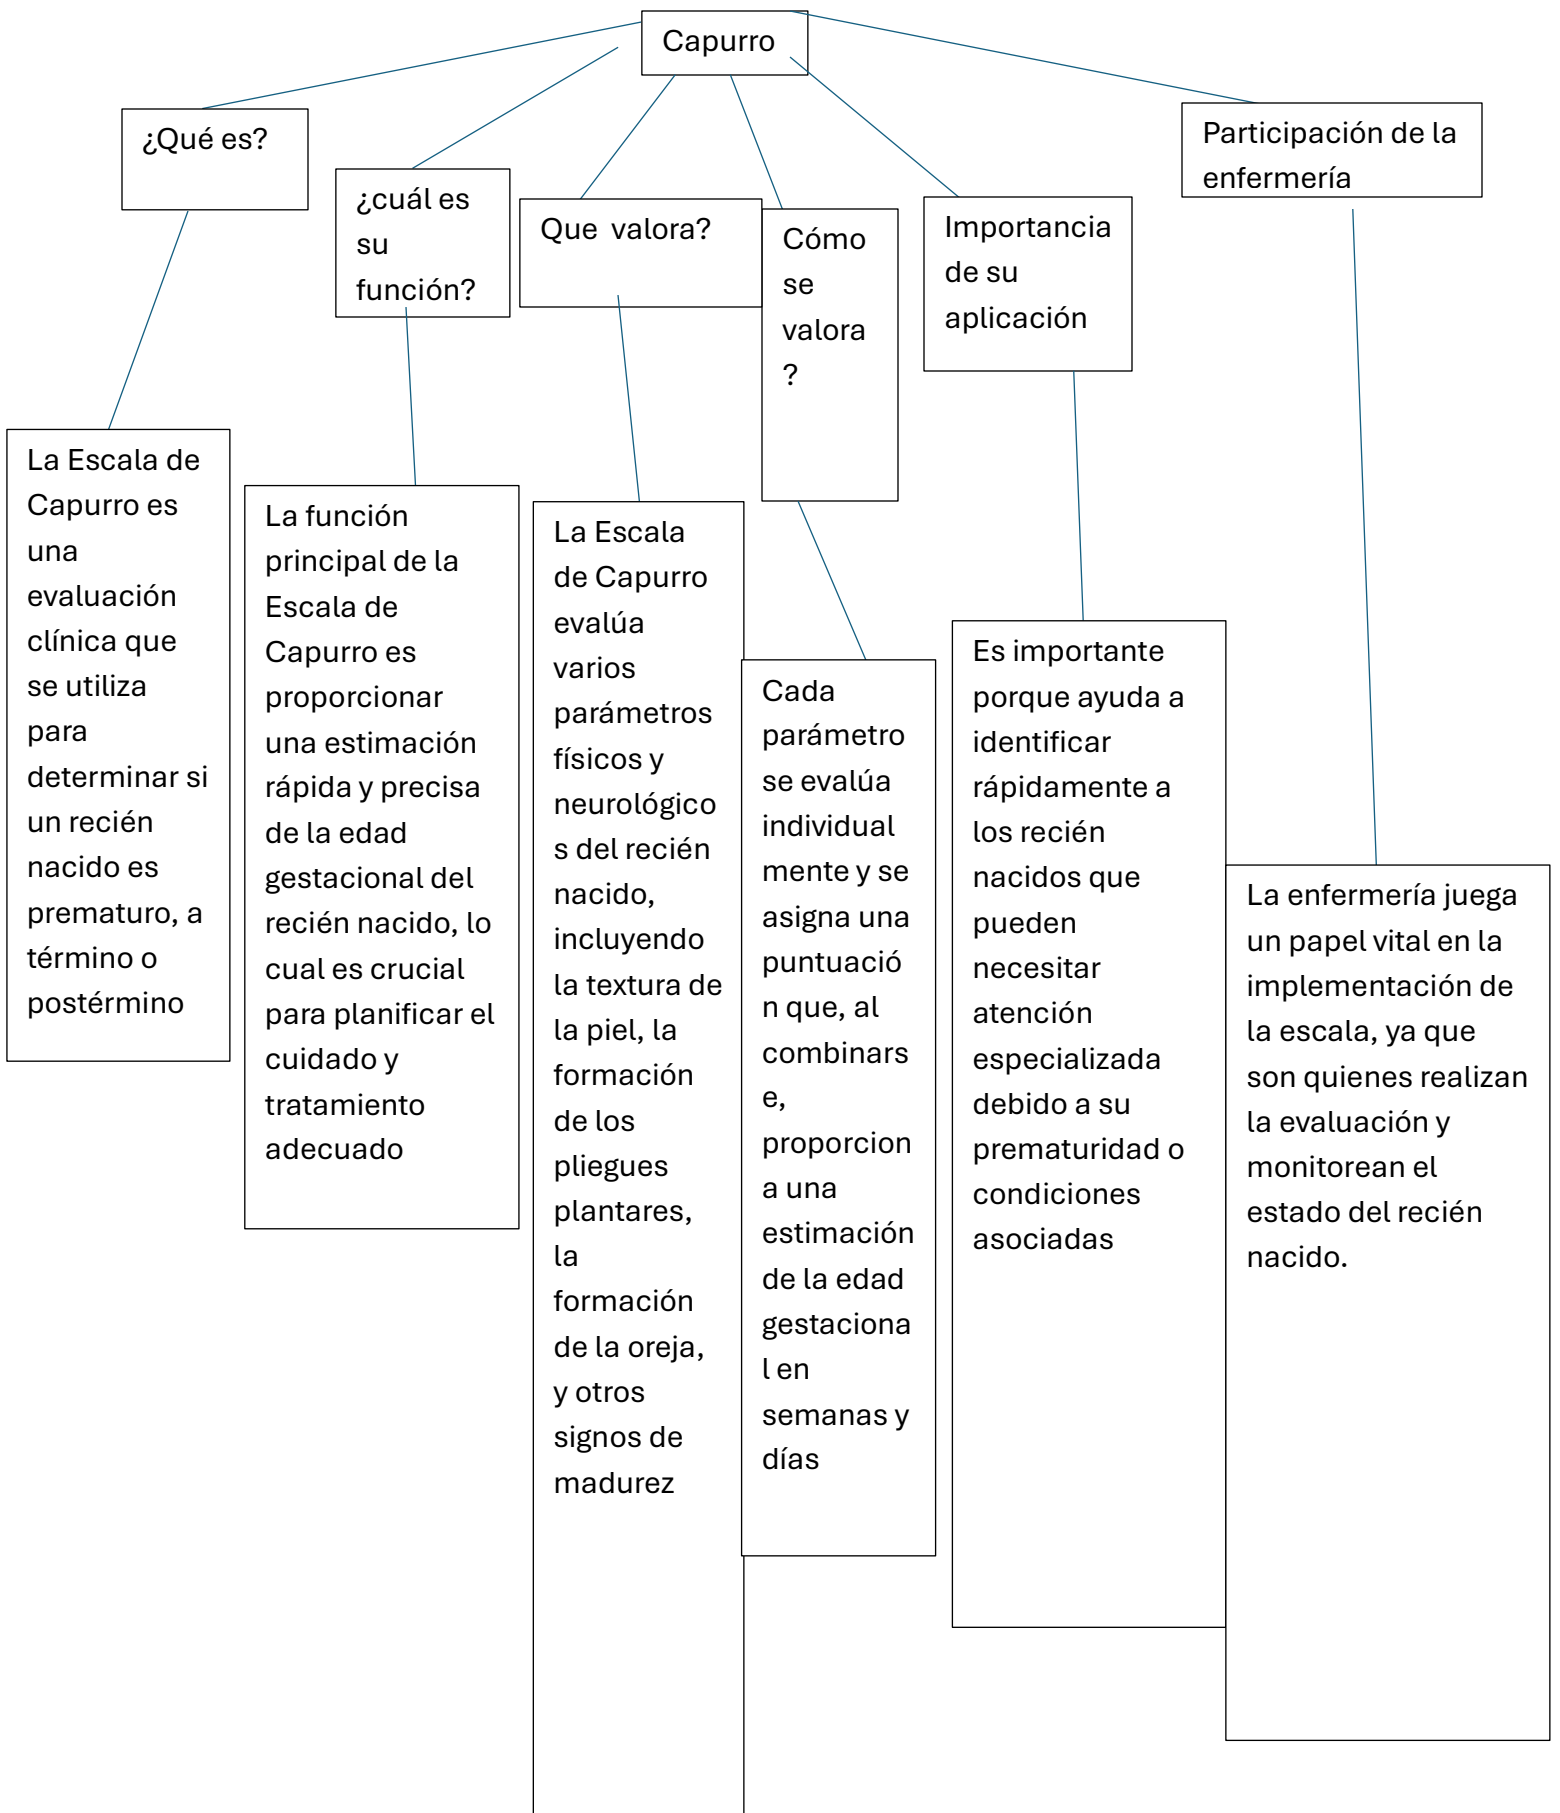 Capurro
¿Qué es?
¿cuál es
su
función?
Que  valora?
Cómo
se
valora
?
Importancia
de su
aplicación
Participación de la
enfermería
La Escala de
Capurro es
una
evaluación
clínica que
se utiliza
para
determinar si
un recién
nacido es
prematuro, a
término o
postérmino
La función
principal de la
Escala de
Capurro es
proporcionar
una estimación
rápida y precisa
de la edad
gestacional del
recién nacido, lo
cual es crucial
para planificar el
cuidado y
tratamiento
adecuado
La Escala
de Capurro
evalúa
varios
parámetros
físicos y
neurológico
s del recién
nacido,
incluyendo
la textura de
la piel, la
formación
de los
pliegues
plantares,
la
formación
de la oreja,
y otros
signos de
madurez
Cada
parámetro
se evalúa
individual
mente y se
asigna una
puntuació
n que, al
combinars
e,
proporcion
a una
estimación
de la edad
gestaciona
l en
semanas y
días
Es importante
porque ayuda a
identificar
rápidamente a
los recién
nacidos que
pueden
necesitar
atención
especializada
debido a su
prematuridad o
condiciones
asociadas
La enfermería juega
un papel vital en la
implementación de
la escala, ya que
son quienes realizan
la evaluación y
monitorean el
estado del recién
nacido.